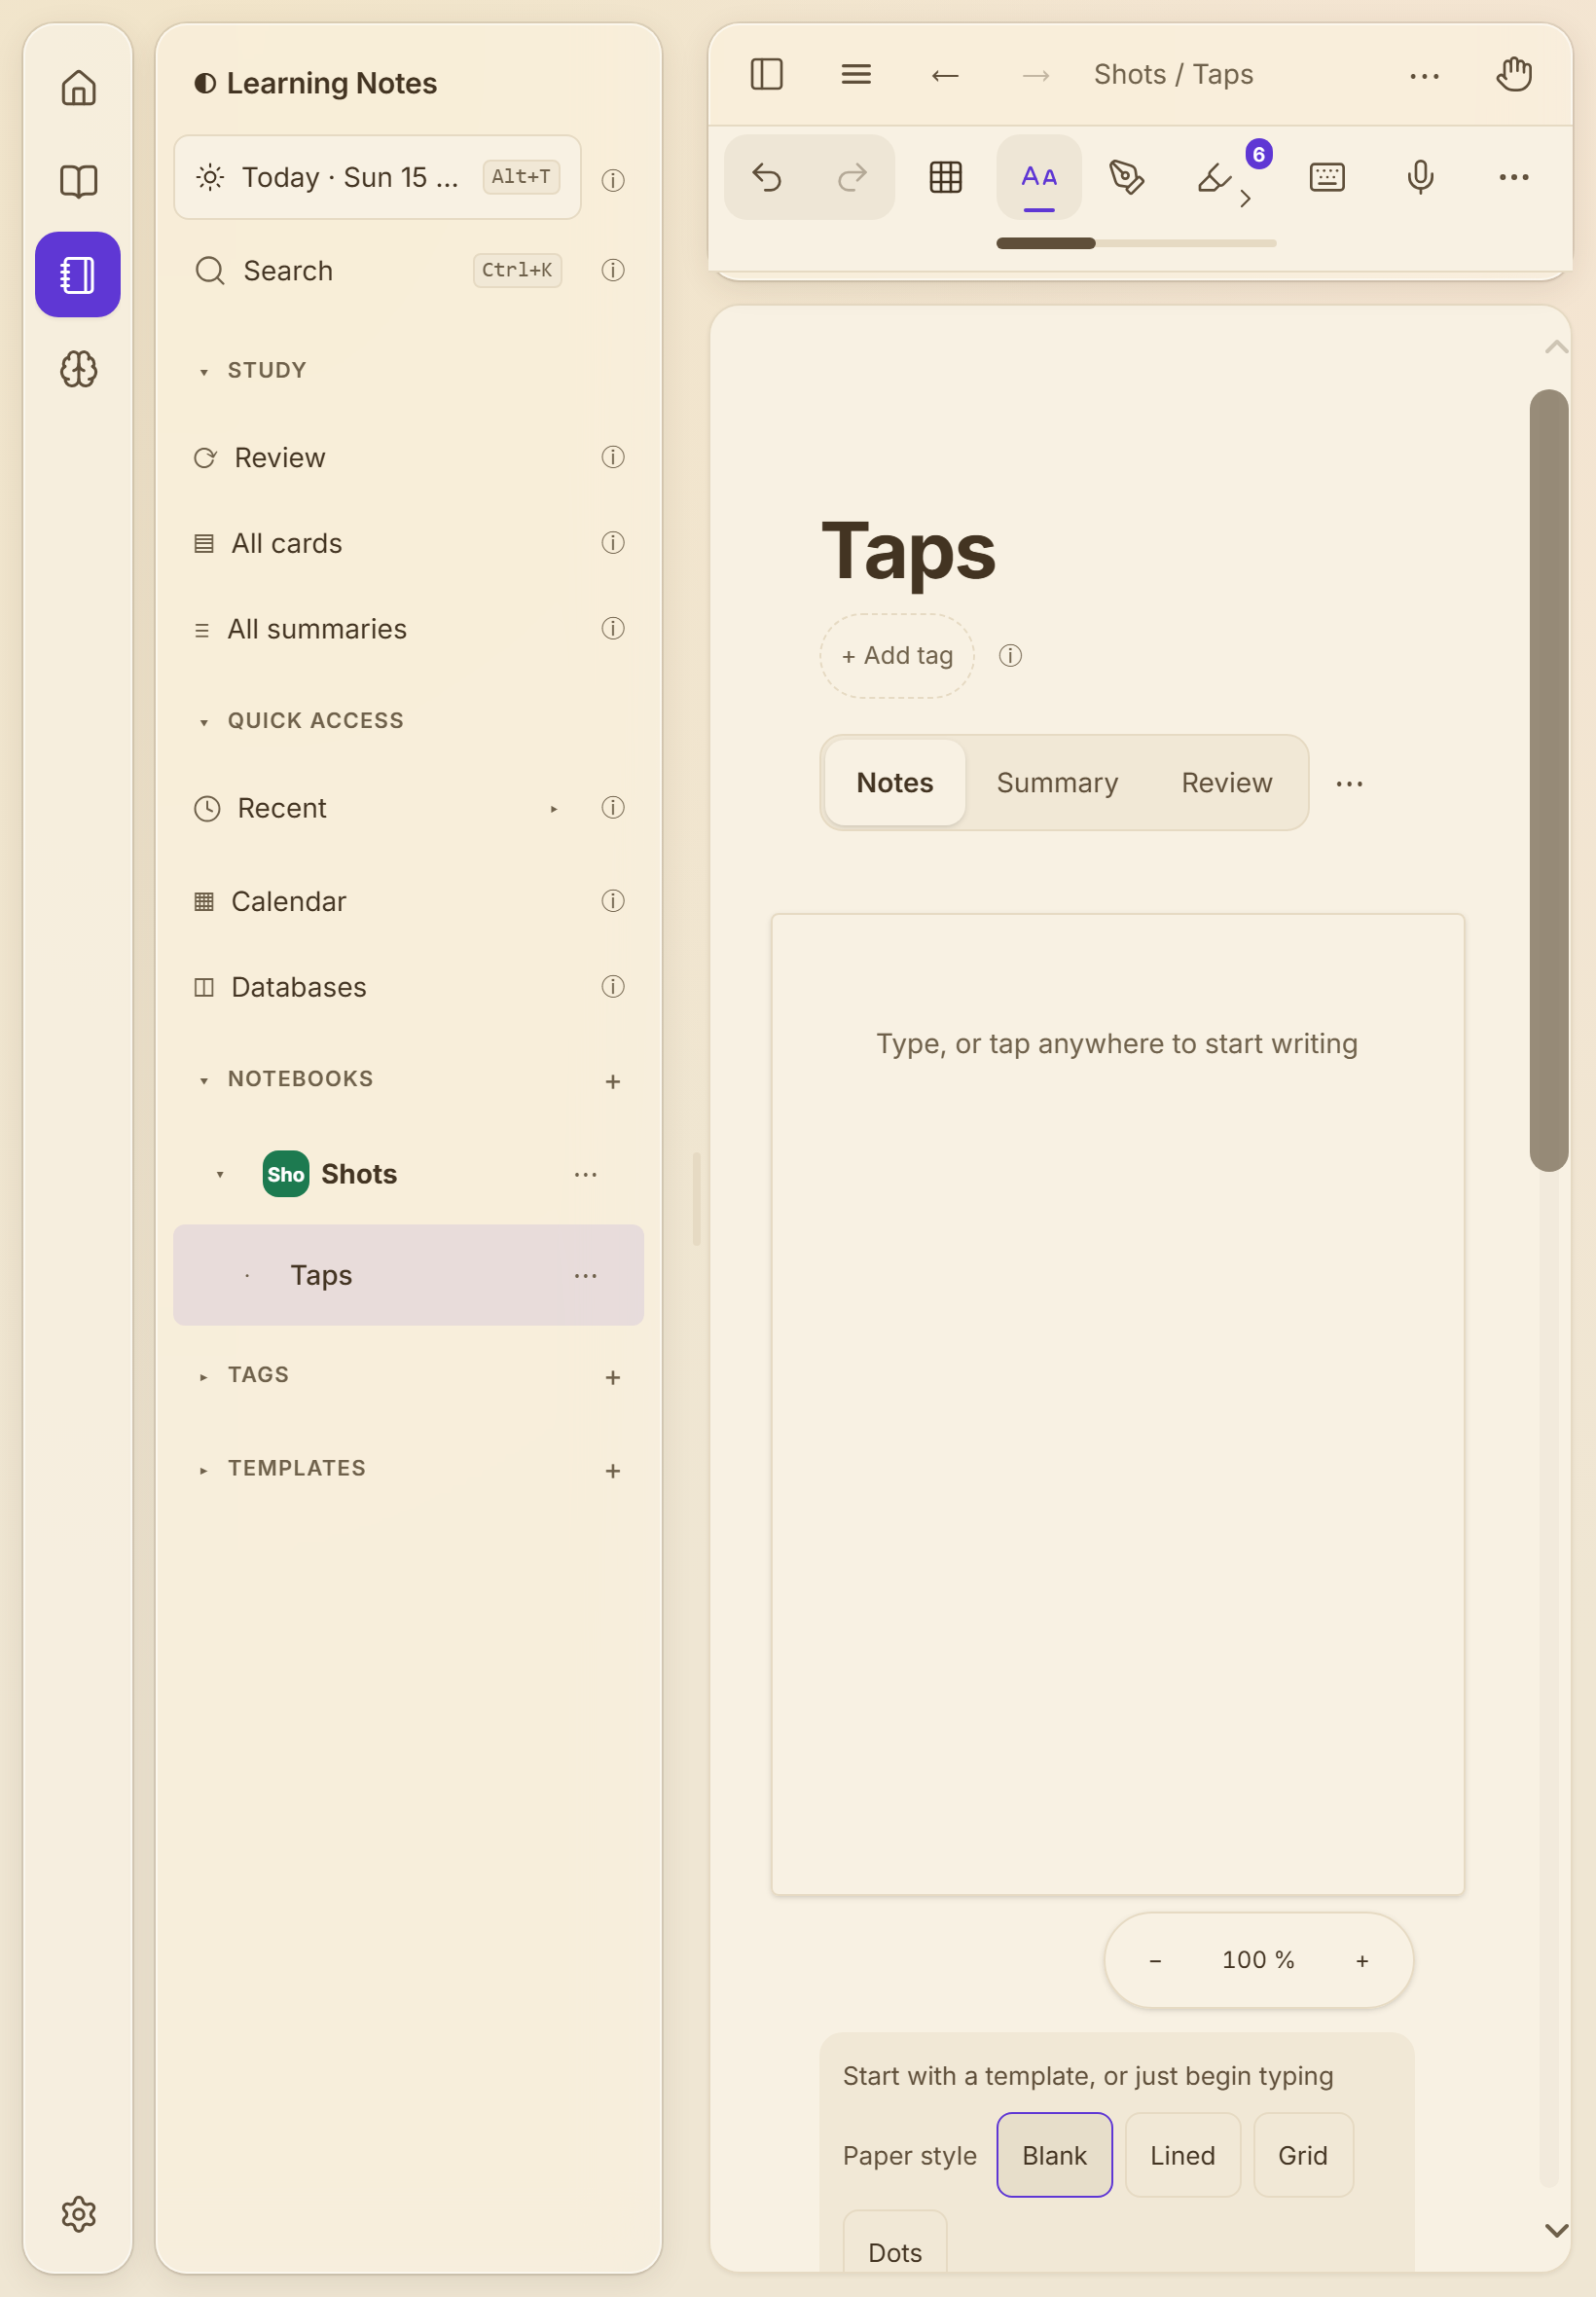 Learning Notes
Today · Sun 15 ... Alt+T
Search Ctrl+K
STUDY
Review
All cards
All summaries
QUICK ACCESS
Recent
Calendar
Databases
NOTEBOOKS +
Sho Shots ...
Taps ...
TAGS +
TEMPLATES +
Shots / Taps
AA
6
Taps
+ Add tag
Notes Summary Review
Type, or tap anywhere to start writing
− 100 % +
Start with a template, or just begin typing
Paper style Blank Lined Grid
Dots